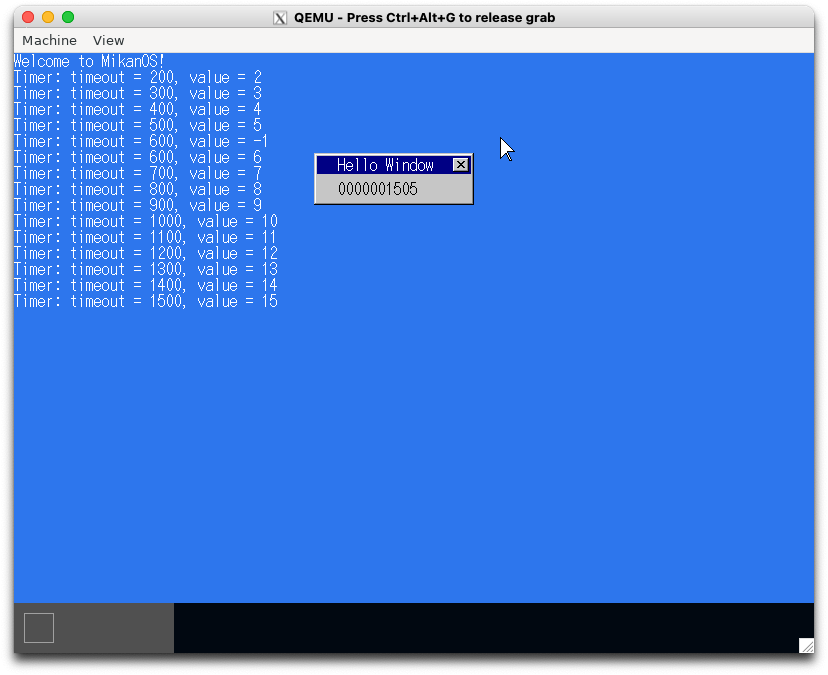 QEMU - Press Ctrl+Alt+G to release grab
Machine View
Welcome to MikanOS!
Timer: timeout = 200, value = 2
Timer: timeout = 300, value = 3
Timer: timeout = 400, value = 4
Timer: timeout = 500, value = 5
Timer: timeout = 600, value = -1
Timer: timeout = 600, value = 6
Timer: timeout = 700, value = 7
Timer: timeout = 800, value = 8
Timer: timeout = 900, value = 9
Timer: timeout = 1000, value = 10
Timer: timeout = 1100, value = 11
Timer: timeout = 1200, value = 12
Timer: timeout = 1300, value = 13
Timer: timeout = 1400, value = 14
Timer: timeout = 1500, value = 15
Hello Window
0000001505